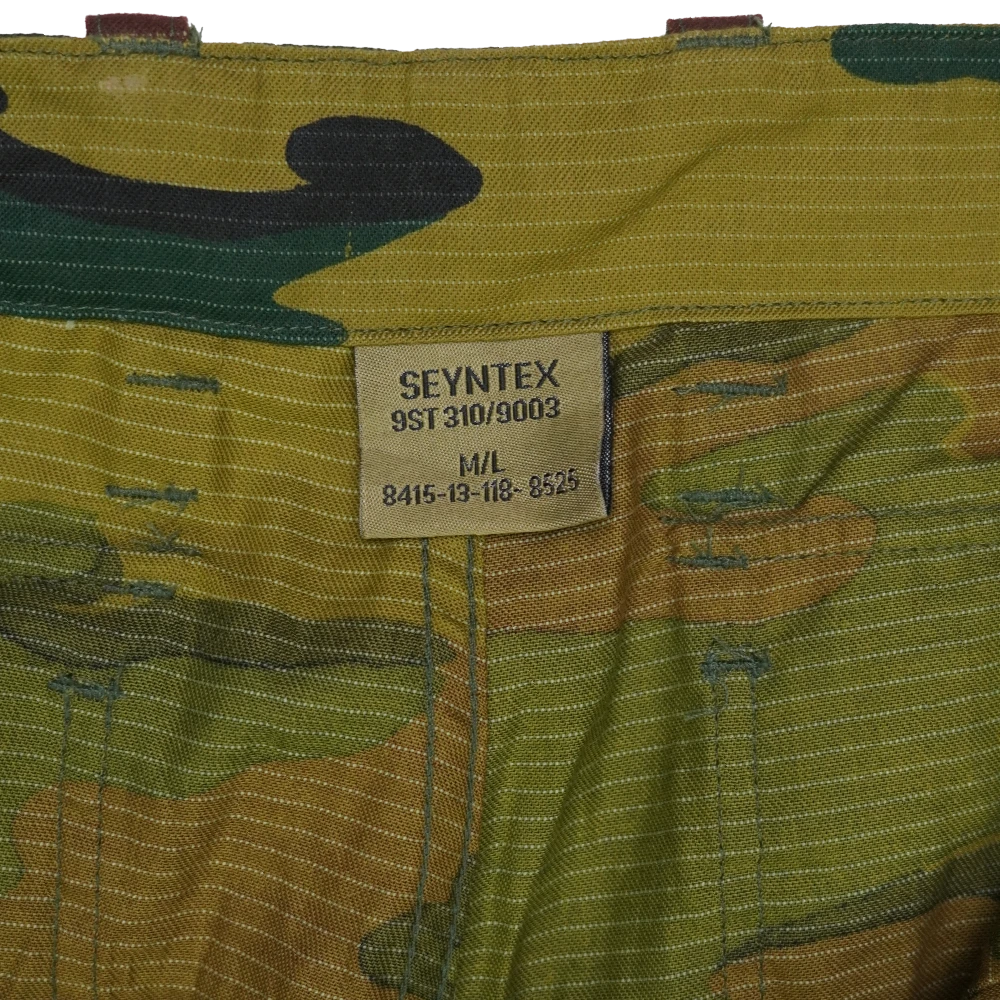 SEYNTEX
9ST 310/9003
M/L
8415-13-118- 8525